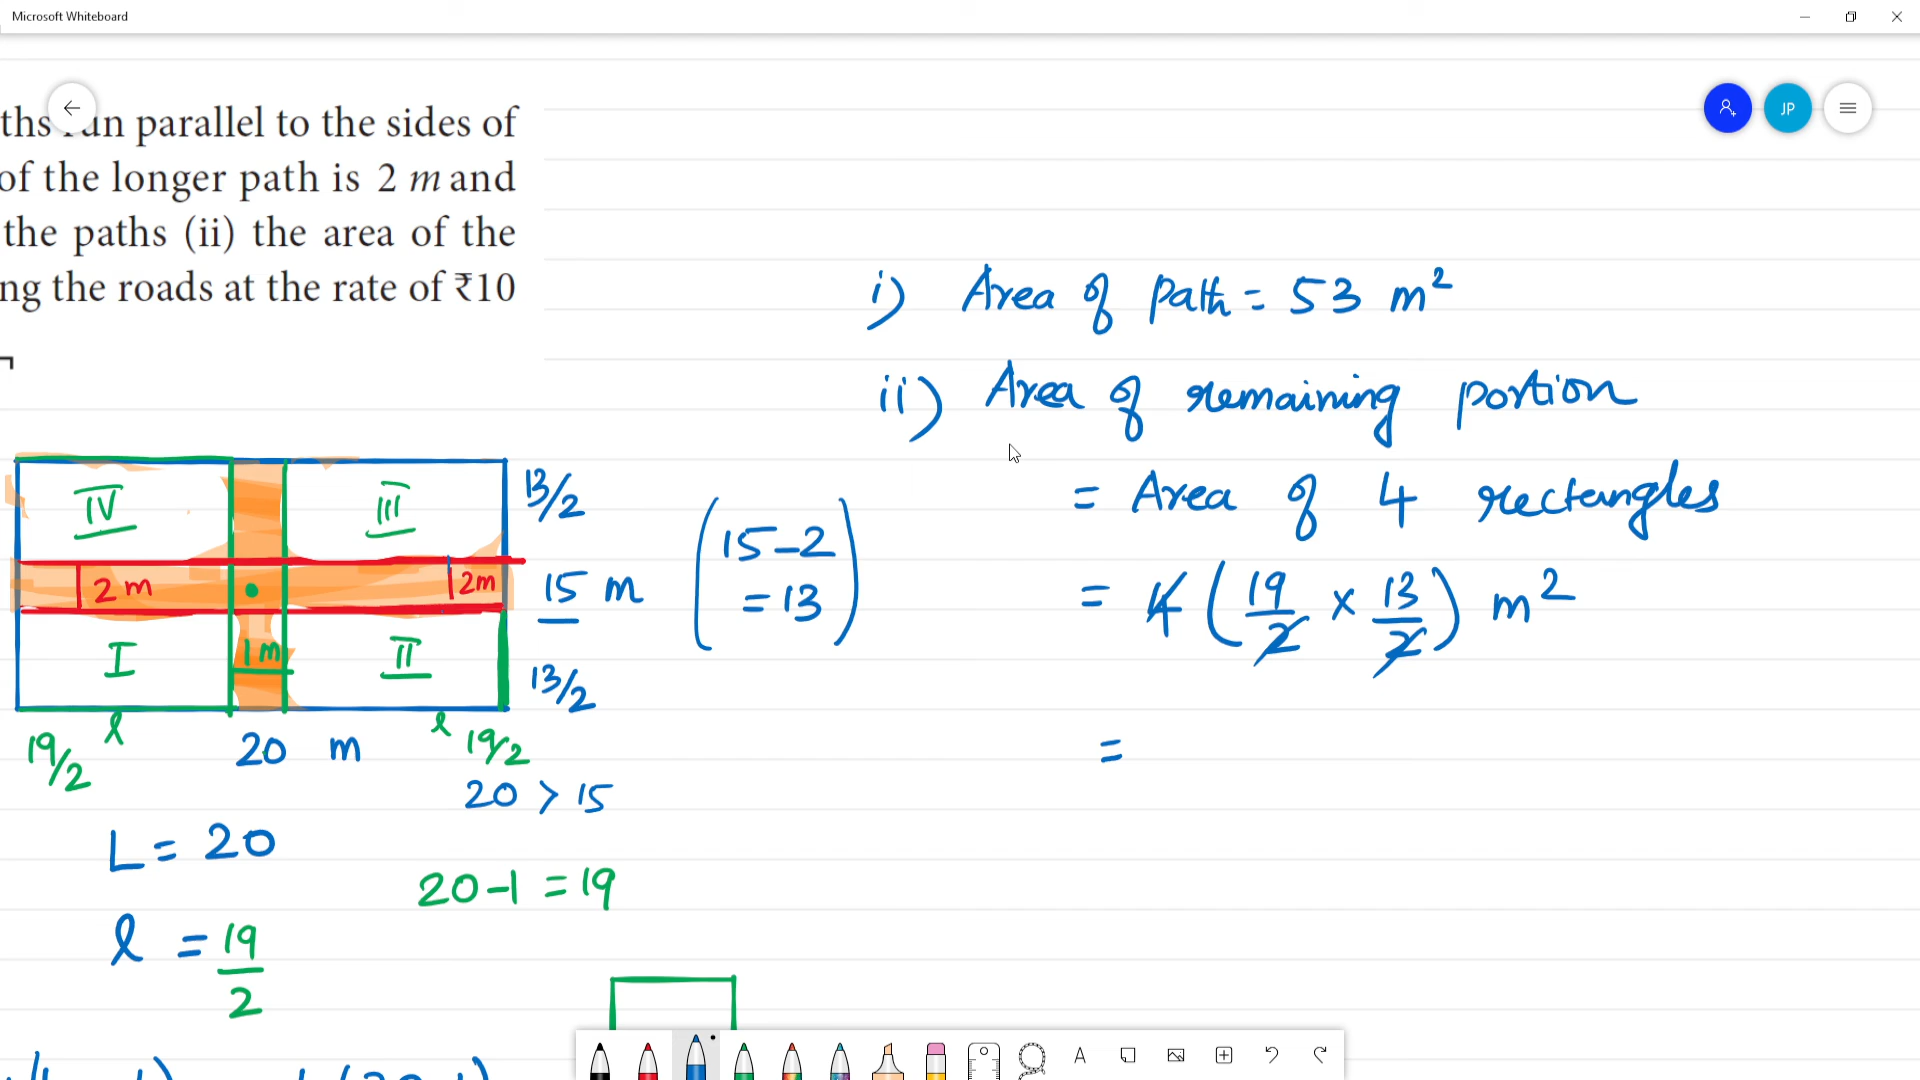 Microsoft Whiteboard
ths run parallel to the sides of
of the longer path is 2 m and
the paths (ii) the area of the
ng the roads at the rate of ₹10
JP
i) Area of path = 53 m²
ii) Area of remaining portion
= Area of 4 rectangles
= 4 (19/2 × 13/2) m²
=
IV
III
13/2
2 m
2m
15 m
(15-2
= 13)
I
1m
II
13/2
l
l
19/2
20 m
19/2
20 > 15
L = 20
20-1 = 19
l = 19/2
A